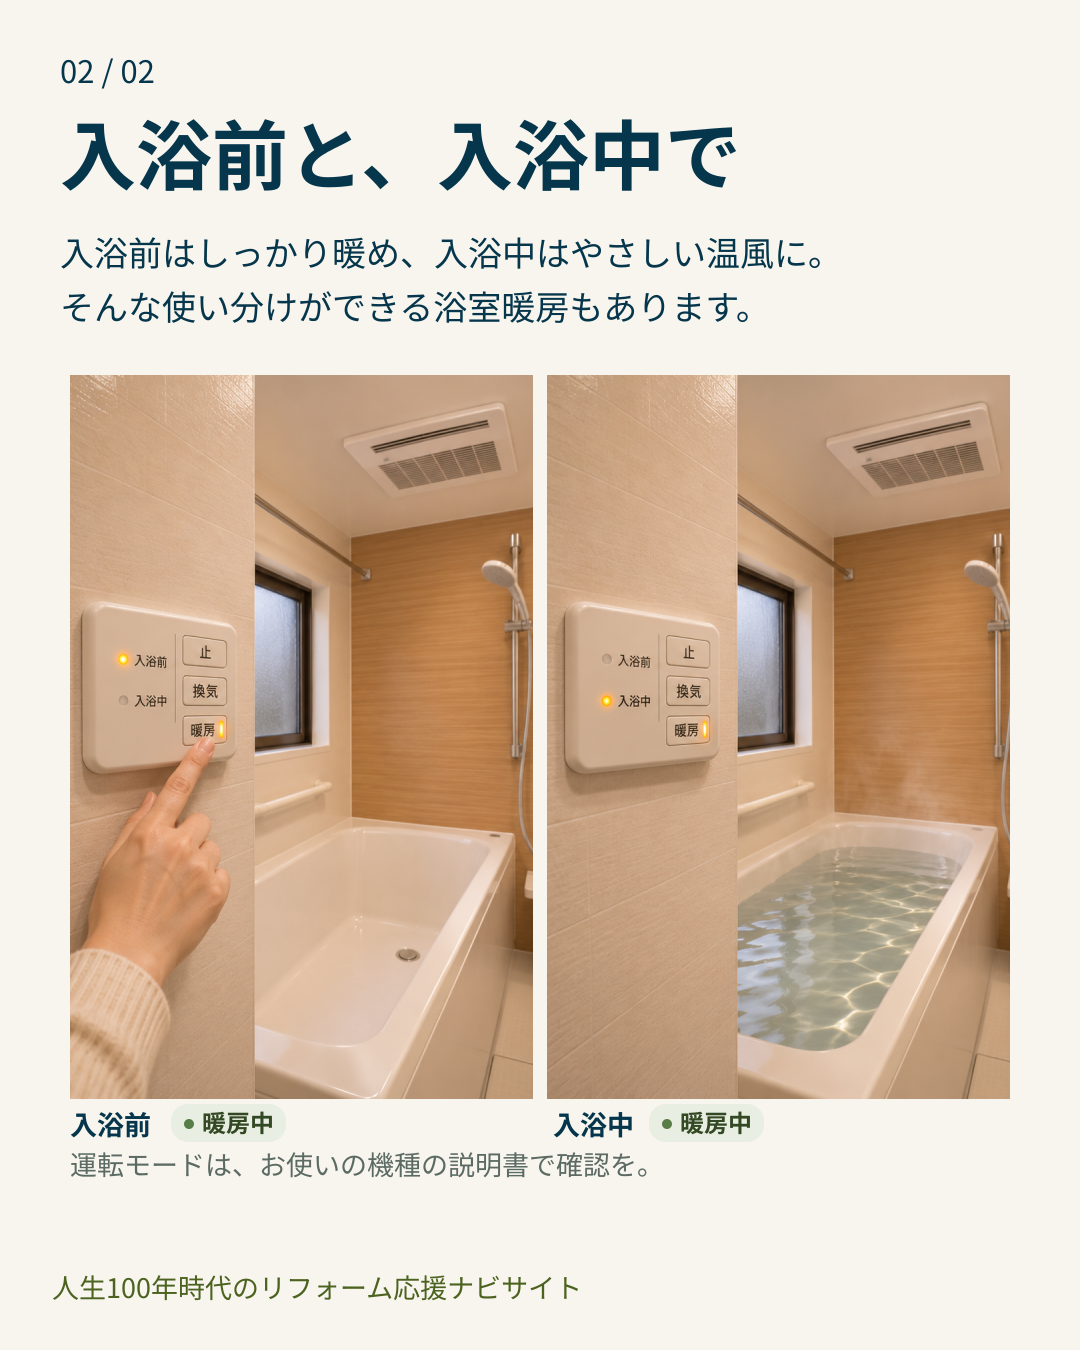 02 / 02
入浴前と、入浴中で
入浴前はしっかり暖め、入浴中はやさしい温風に。
そんな使い分けができる浴室暖房もあります。
入浴前
入浴中
止
換気
暖房
入浴前
入浴中
止
換気
暖房
入浴前
暖房中
入浴中
暖房中
運転モードは、お使いの機種の説明書で確認を。
人生100年時代のリフォーム応援ナビサイト